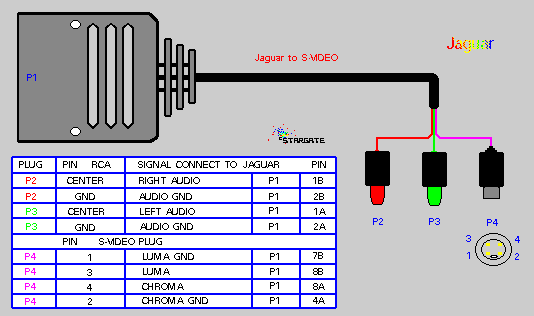 Jaguar
P1
Jaguar to S-VIDEO
STARGATE
P2 P3 P4
3 4
1 2
PLUG PIN RCA SIGNAL CONNECT TO JAGUAR PIN
P2 CENTER RIGHT AUDIO P1 1B
P2 GND AUDIO GND P1 2B
P3 CENTER LEFT AUDIO P1 1A
P3 GND AUDIO GND P1 2A
PIN S-VIDEO PLUG
P4 1 LUMA GND P1 7B
P4 3 LUMA P1 8B
P4 4 CHROMA P1 8A
P4 2 CHROMA GND P1 4A